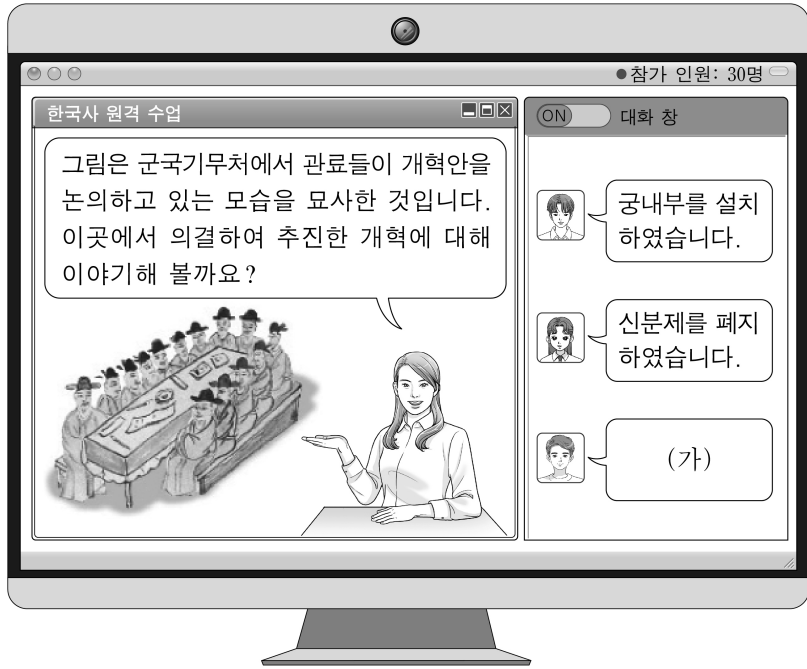 ●참가 인원: 30명
한국사 원격 수업
그림은 군국기무처에서 관료들이 개혁안을
논의하고 있는 모습을 묘사한 것입니다.
이곳에서 의결하여 추진한 개혁에 대해
이야기해 볼까요?
ON 대화 창
궁내부를 설치
하였습니다.
신분제를 폐지
하였습니다.
(가)